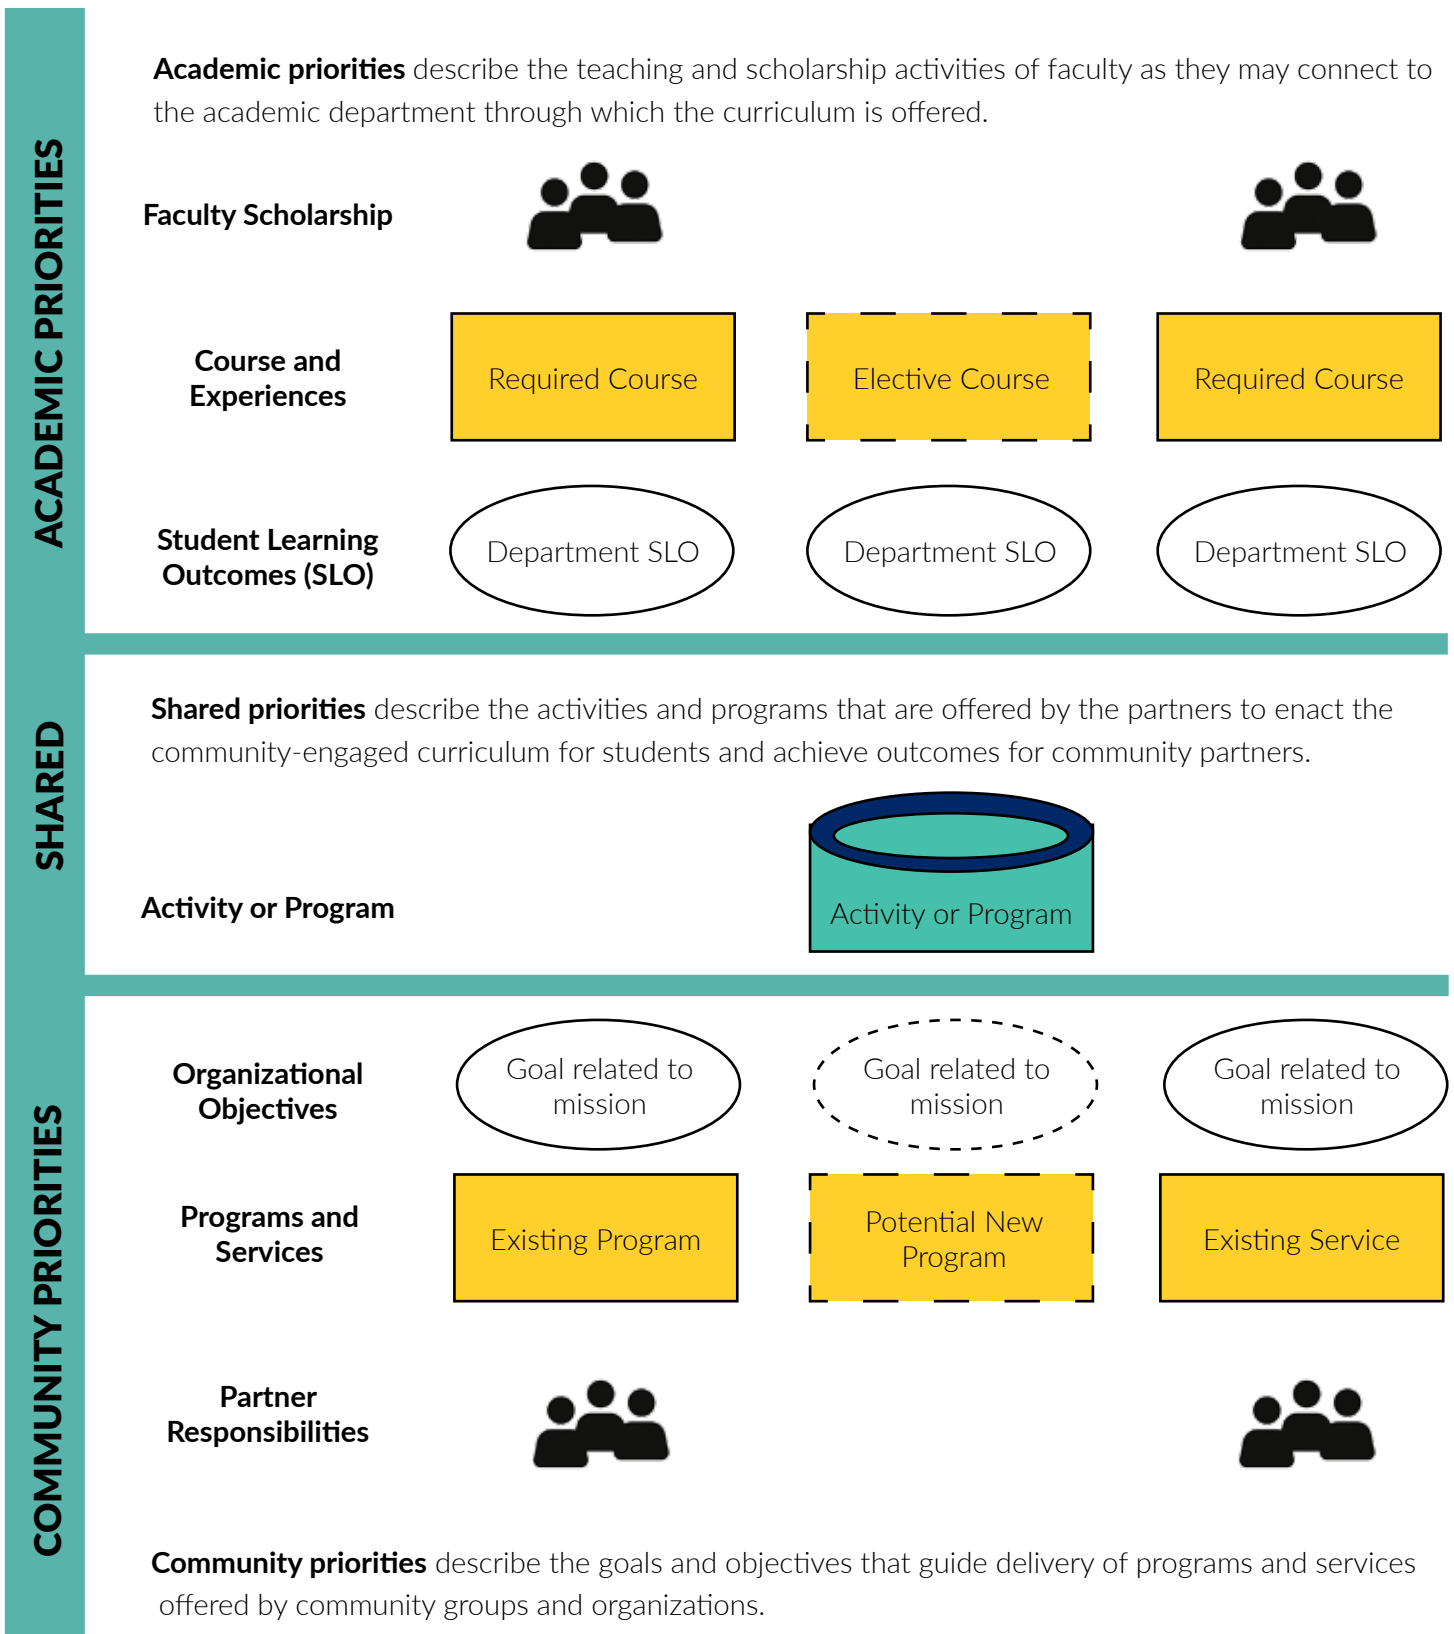 ACADEMIC PRIORITIES
Academic priorities describe the teaching and scholarship activities of faculty as they may connect to
the academic department through which the curriculum is offered.
Faculty Scholarship
Course and
Experiences
Required Course
Elective Course
Required Course
Student Learning
Outcomes (SLO)
Department SLO
Department SLO
Department SLO
SHARED
Shared priorities describe the activities and programs that are offered by the partners to enact the
community-engaged curriculum for students and achieve outcomes for community partners.
Activity or Program
Activity or Program
COMMUNITY PRIORITIES
Organizational
Objectives
Goal related to
mission
Goal related to
mission
Goal related to
mission
Programs and
Services
Existing Program
Potential New
Program
Existing Service
Partner
Responsibilities
Community priorities describe the goals and objectives that guide delivery of programs and services
offered by community groups and organizations.